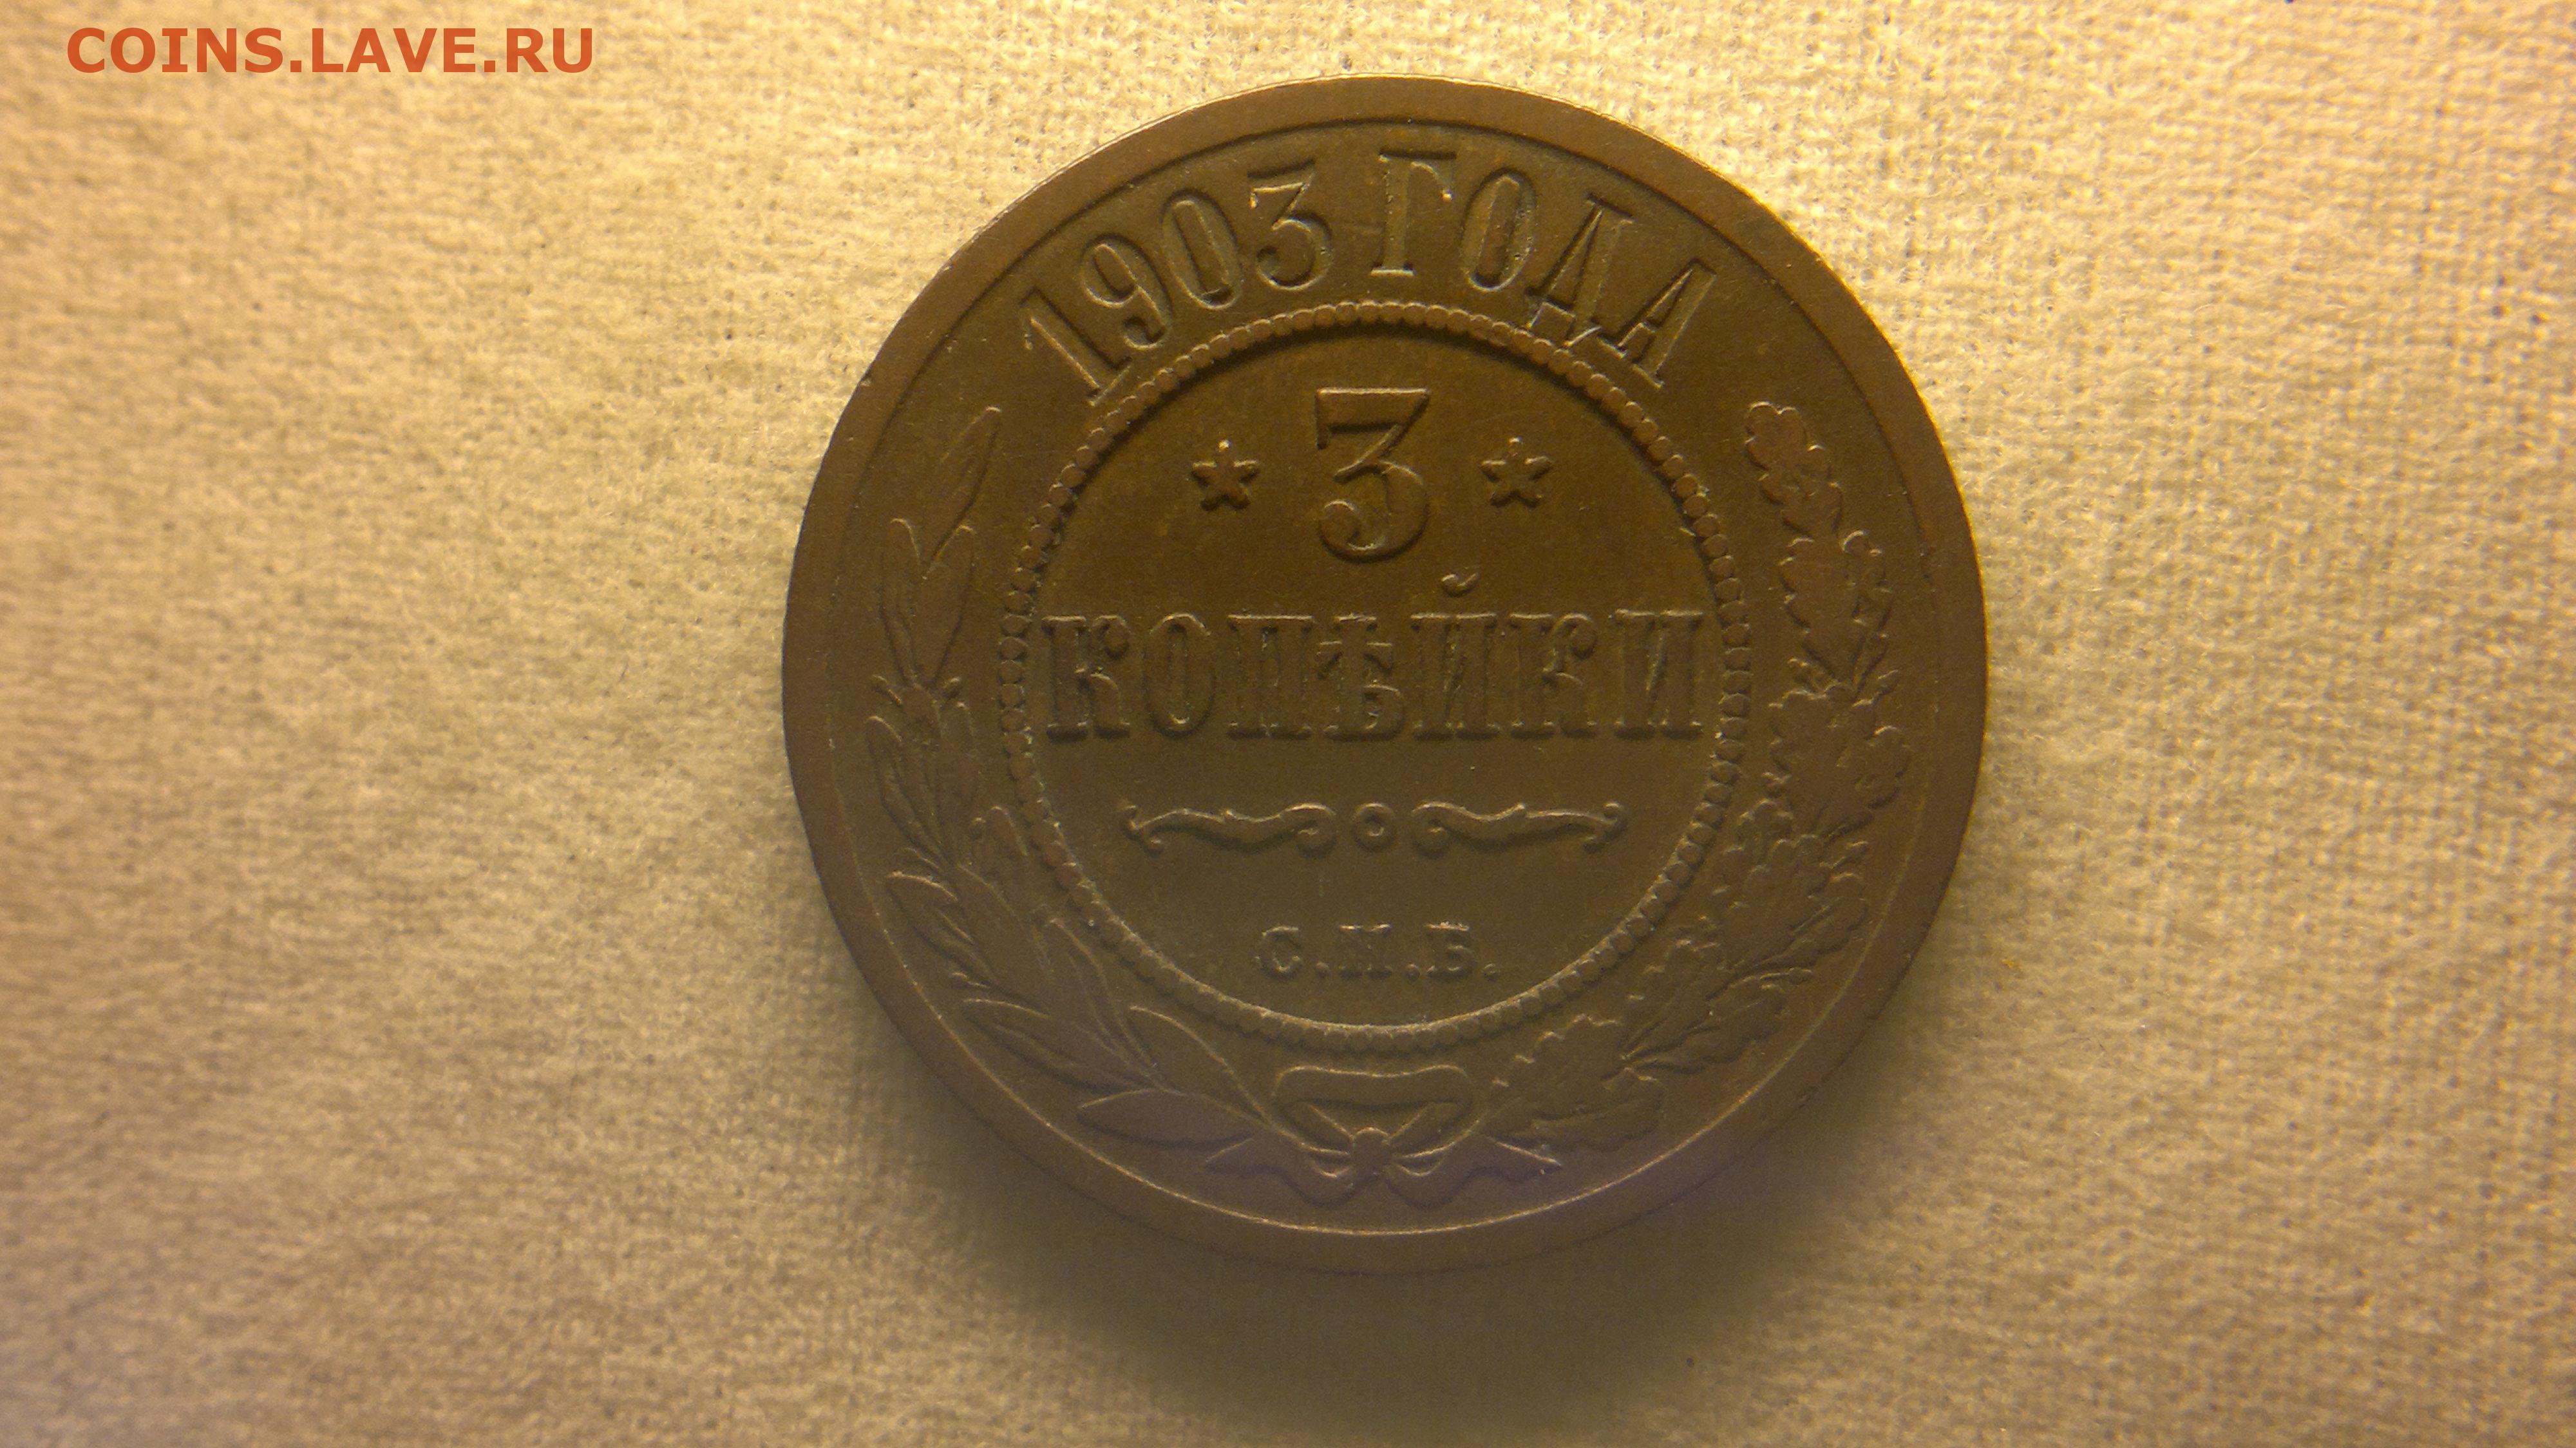 COINS.LAVE.RU
1903 ГОДА
3
КОПѢЙКИ
С.П.Б.